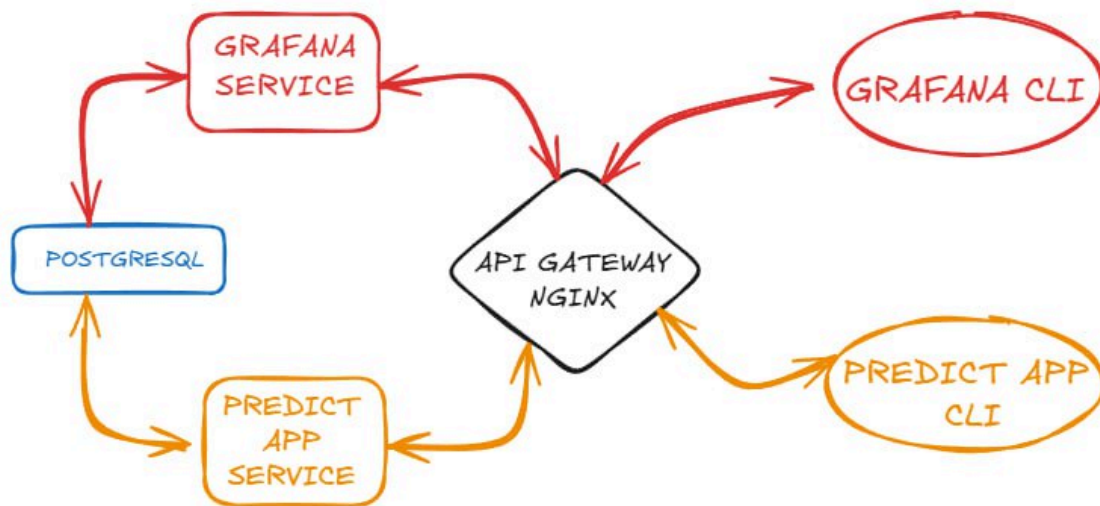 GRAFANA
SERVICE
GRAFANA CLI
POSTGRESQL
API GATEWAY
NGINX
PREDICT
APP
SERVICE
PREDICT APP
CLI